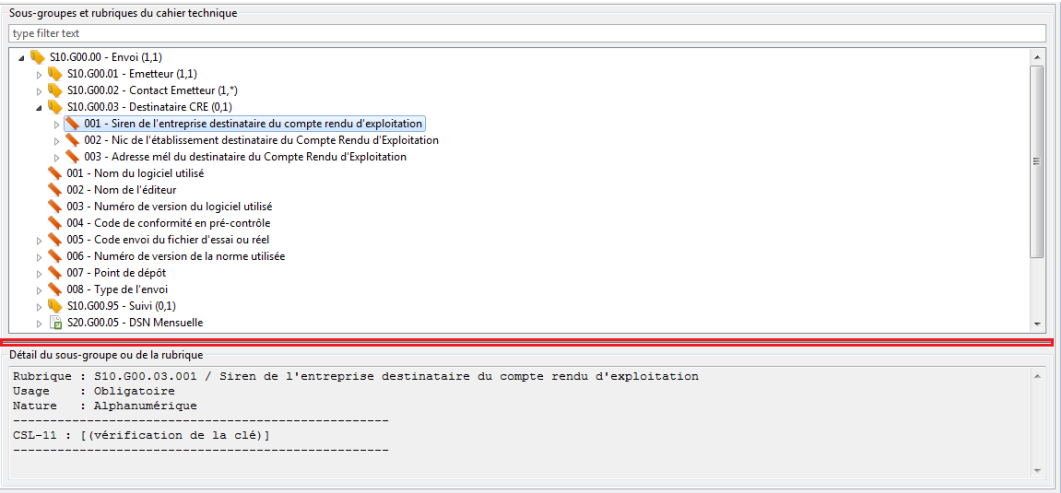 Sous-groupes et rubriques du cahier technique
type filter text
S10.G00.00 - Envoi (1,1)
S10.G00.01 - Emetteur (1,1)
S10.G00.02 - Contact Emetteur (1,*)
S10.G00.03 - Destinataire CRE (0,1)
001 - Siren de l'entreprise destinataire du compte rendu d'exploitation
002 - Nic de l'établissement destinataire du Compte Rendu d'Exploitation
003 - Adresse mél du destinataire du Compte Rendu d'Exploitation
001 - Nom du logiciel utilisé
002 - Nom de l'éditeur
003 - Numéro de version du logiciel utilisé
004 - Code de conformité en pré-contrôle
005 - Code envoi du fichier d'essai ou réel
006 - Numéro de version de la norme utilisée
007 - Point de dépôt
008 - Type de l'envoi
S10.G00.95 - Suivi (0,1)
S20.G00.05 - DSN Mensuelle
Détail du sous-groupe ou de la rubrique
Rubrique : S10.G00.03.001 / Siren de l'entreprise destinataire du compte rendu d'exploitation
Usage : Obligatoire
Nature : Alphanumérique
---------------------------------------------------
CSL-11 : [(vérification de la clé)]
---------------------------------------------------